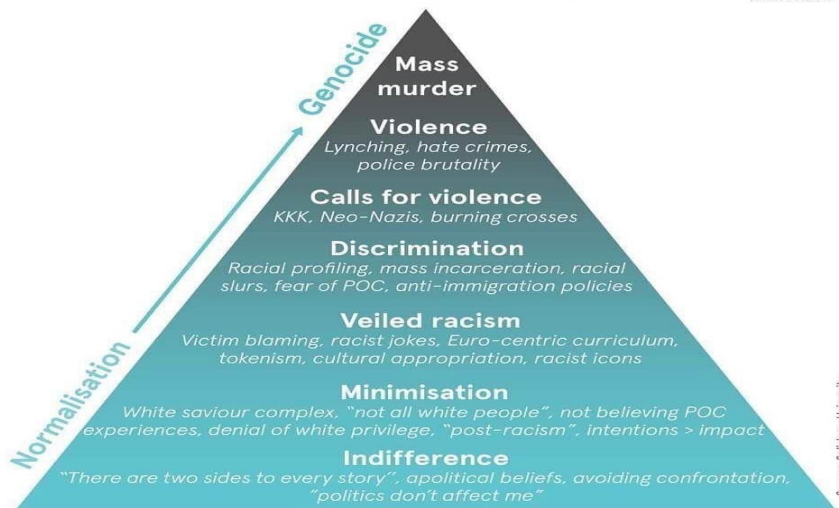 Genocide
Normalisation
Mass
murder
Violence
Lynching, hate crimes,
police brutality
Calls for violence
KKK, Neo-Nazis, burning crosses
Discrimination
Racial profiling, mass incarceration, racial
slurs, fear of POC, anti-immigration policies
Veiled racism
Victim blaming, racist jokes, Euro-centric curriculum,
tokenism, cultural appropriation, racist icons
Minimisation
White saviour complex, "not all white people", not believing POC
experiences, denial of white privilege, "post-racism", intentions > impact
Indifference
"There are two sides to every story", apolitical beliefs, avoiding confrontation,
"politics don't affect me"